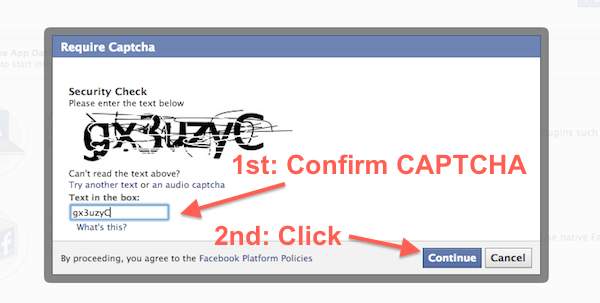 Require Captcha
Security Check
Please enter the text below
gx3uzyC
1st: Confirm CAPTCHA
Can't read the text above?
Try another text or an audio captcha
Text in the box:
gx3uzyC
What's this?
2nd: Click
By proceeding, you agree to the Facebook Platform Policies
Continue
Cancel